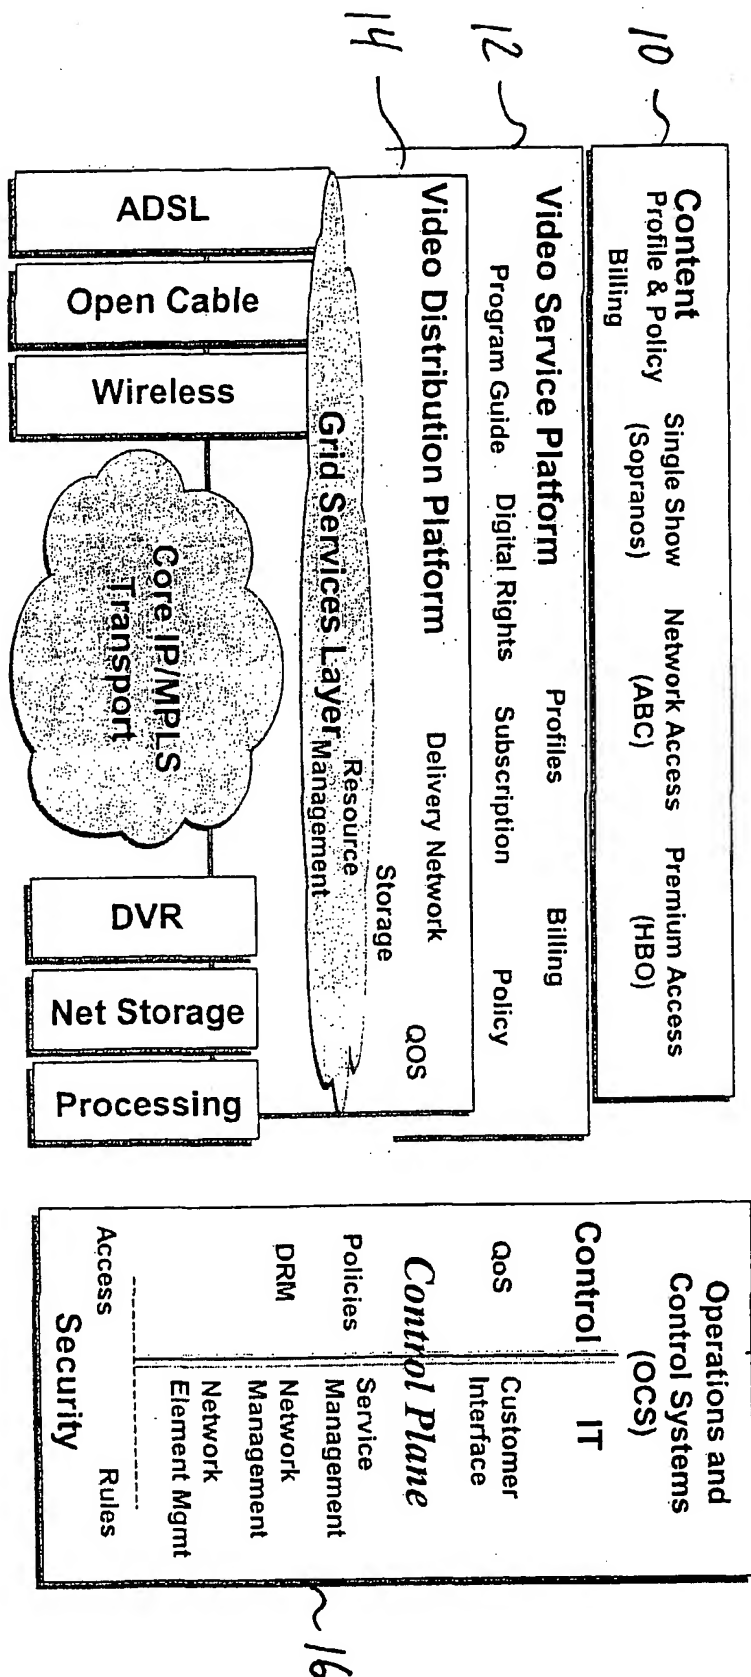 10
Content
Profile & Policy
Billing
Single Show
(Sopranos)
Network Access
(ABC)
Premium Access
(HBO)
12
Video Service Platform
Profiles
Billing
Program Guide
Digital Rights
Subscription
Policy
14
Video Distribution Platform
Delivery Network
QOS
Storage
Grid Services Layer
Resource
Management
ADSL
Open Cable
Wireless
Core IP/MPLS
Transport
DVR
Net Storage
Processing
Operations and
Control Systems
(OCS)
Control
IT
QoS
Customer
Interface
Control Plane
Policies
Service
Management
DRM
Network
Management
Network
Element Mgmt
Access
Rules
Security
16